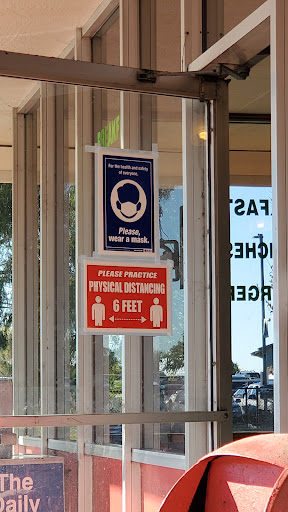 For the health and safety
of everyone.
Please,
wear a mask.
PLEASE PRACTICE
PHYSICAL DISTANCING
6 FEET
The
Daily